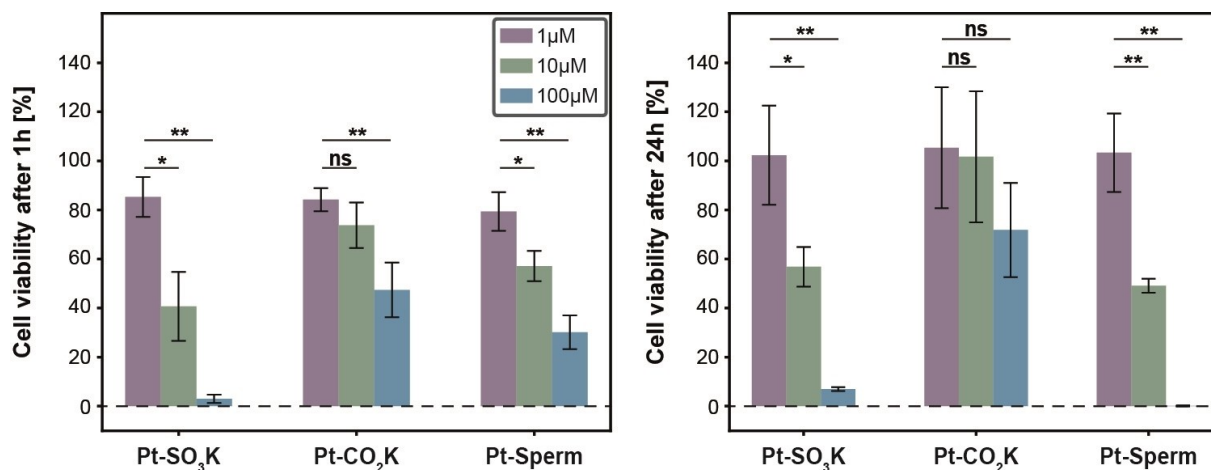 Cell viability after 1h [%]
140
120
100
80
60
40
20
0
1µM
10µM
100µM
**
*
**
ns
**
*
Pt-SO₃K
Pt-CO₂K
Pt-Sperm
Cell viability after 24h [%]
140
120
100
80
60
40
20
0
**
*
ns
ns
**
**
Pt-SO₃K
Pt-CO₂K
Pt-Sperm